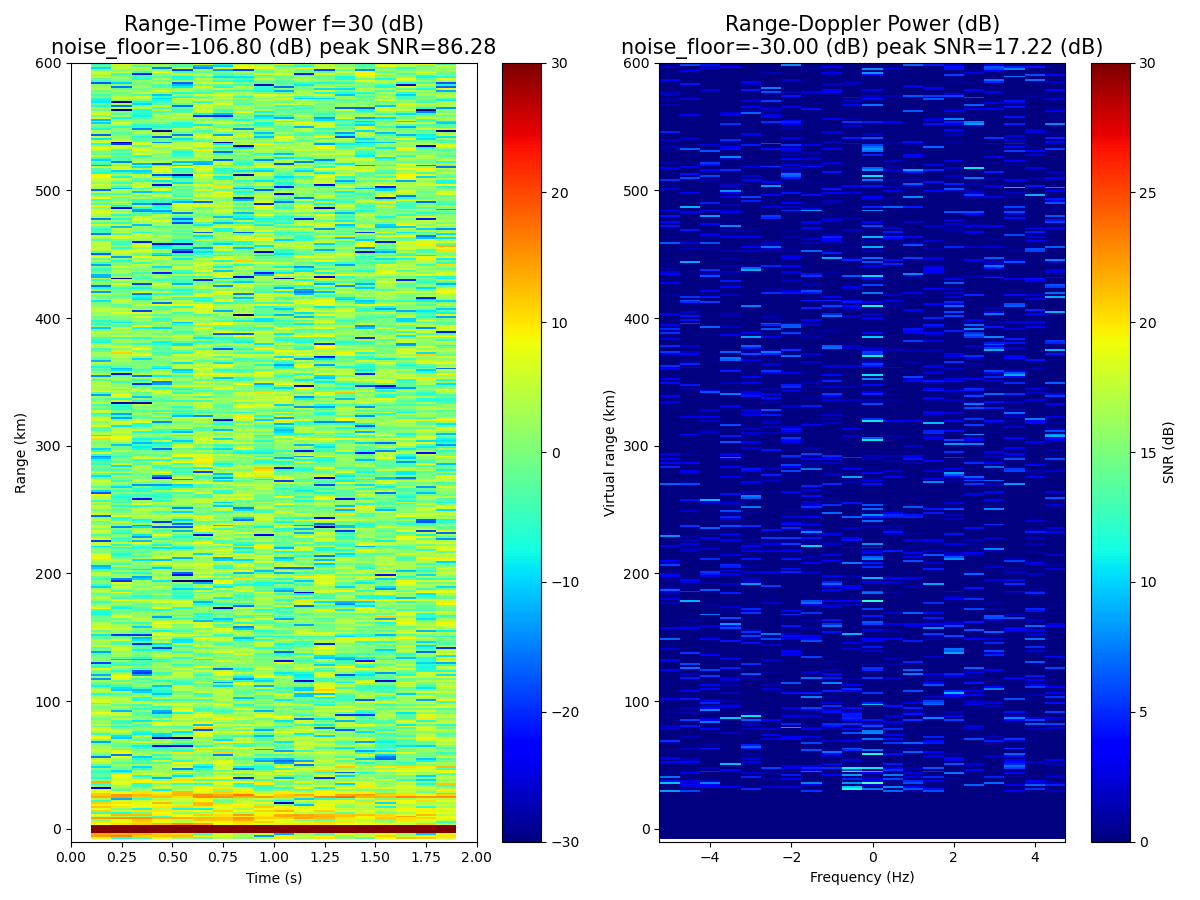 Range-Time Power f=30 (dB)
noise_floor=-106.80 (dB) peak SNR=86.28
Range-Doppler Power (dB)
noise_floor=-30.00 (dB) peak SNR=17.22 (dB)
600
500
400
300
200
100
0
Range (km)
0.00 0.25 0.50 0.75 1.00 1.25 1.50 1.75 2.00
Time (s)
30
20
10
0
−10
−20
−30
600
500
400
300
200
100
0
Virtual range (km)
−4 −2 0 2 4
Frequency (Hz)
30
25
20
15
10
5
0
SNR (dB)